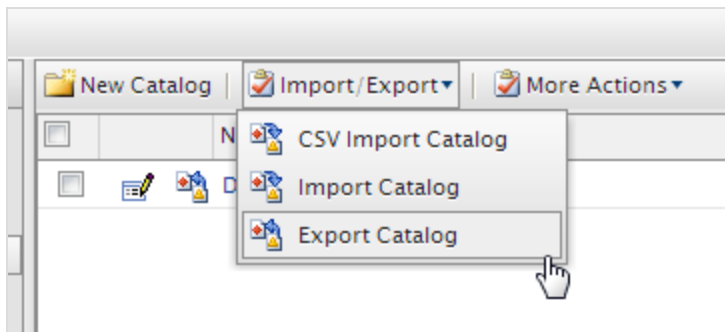 New Catalog | Import/Export | More Actions
N
CSV Import Catalog
D
Import Catalog
Export Catalog